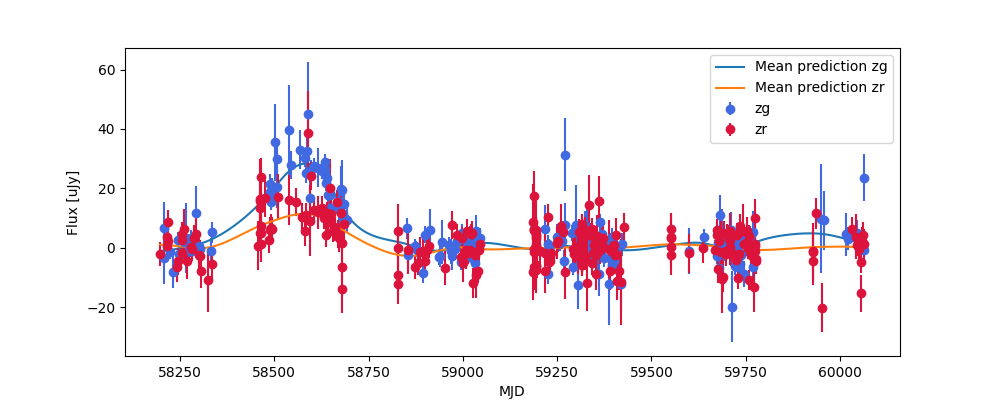 Mean prediction zg
Mean prediction zr
zg
zr
Flux [uJy]
60
40
20
0
−20
58250
58500
58750
59000
59250
59500
59750
60000
MJD